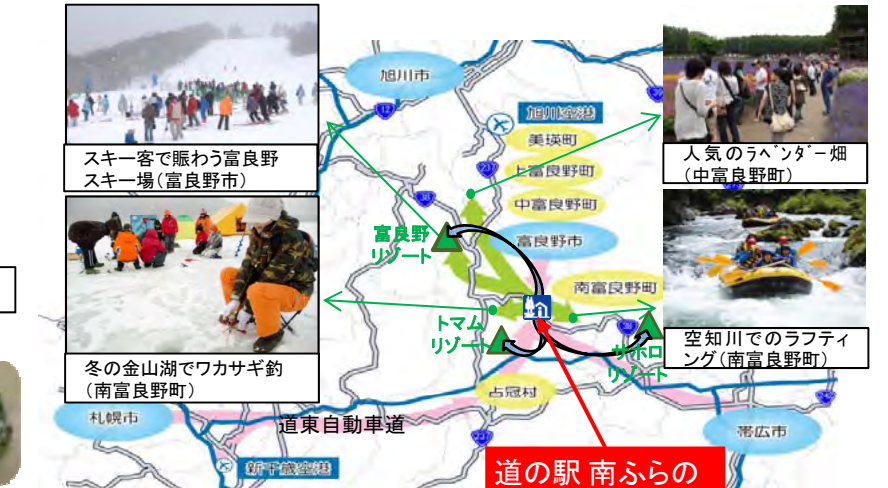 スキー客で賑わう富良野
スキー場(富良野市)
冬の金山湖でワカサギ釣
(南富良野町)
人気のラベンダー畑
(中富良野町)
空知川でのラフティ
ング(南富良野町)
旭川市
12
旭川空港
美瑛町
237
上富良野町
38
中富良野町
富良野
リゾート
富良野市
南富良野町
トマム
リゾート
38
サホロ
リゾート
占冠村
札幌市
道東自動車道
237
帯広市
新千歳空港
道の駅 南ふらの